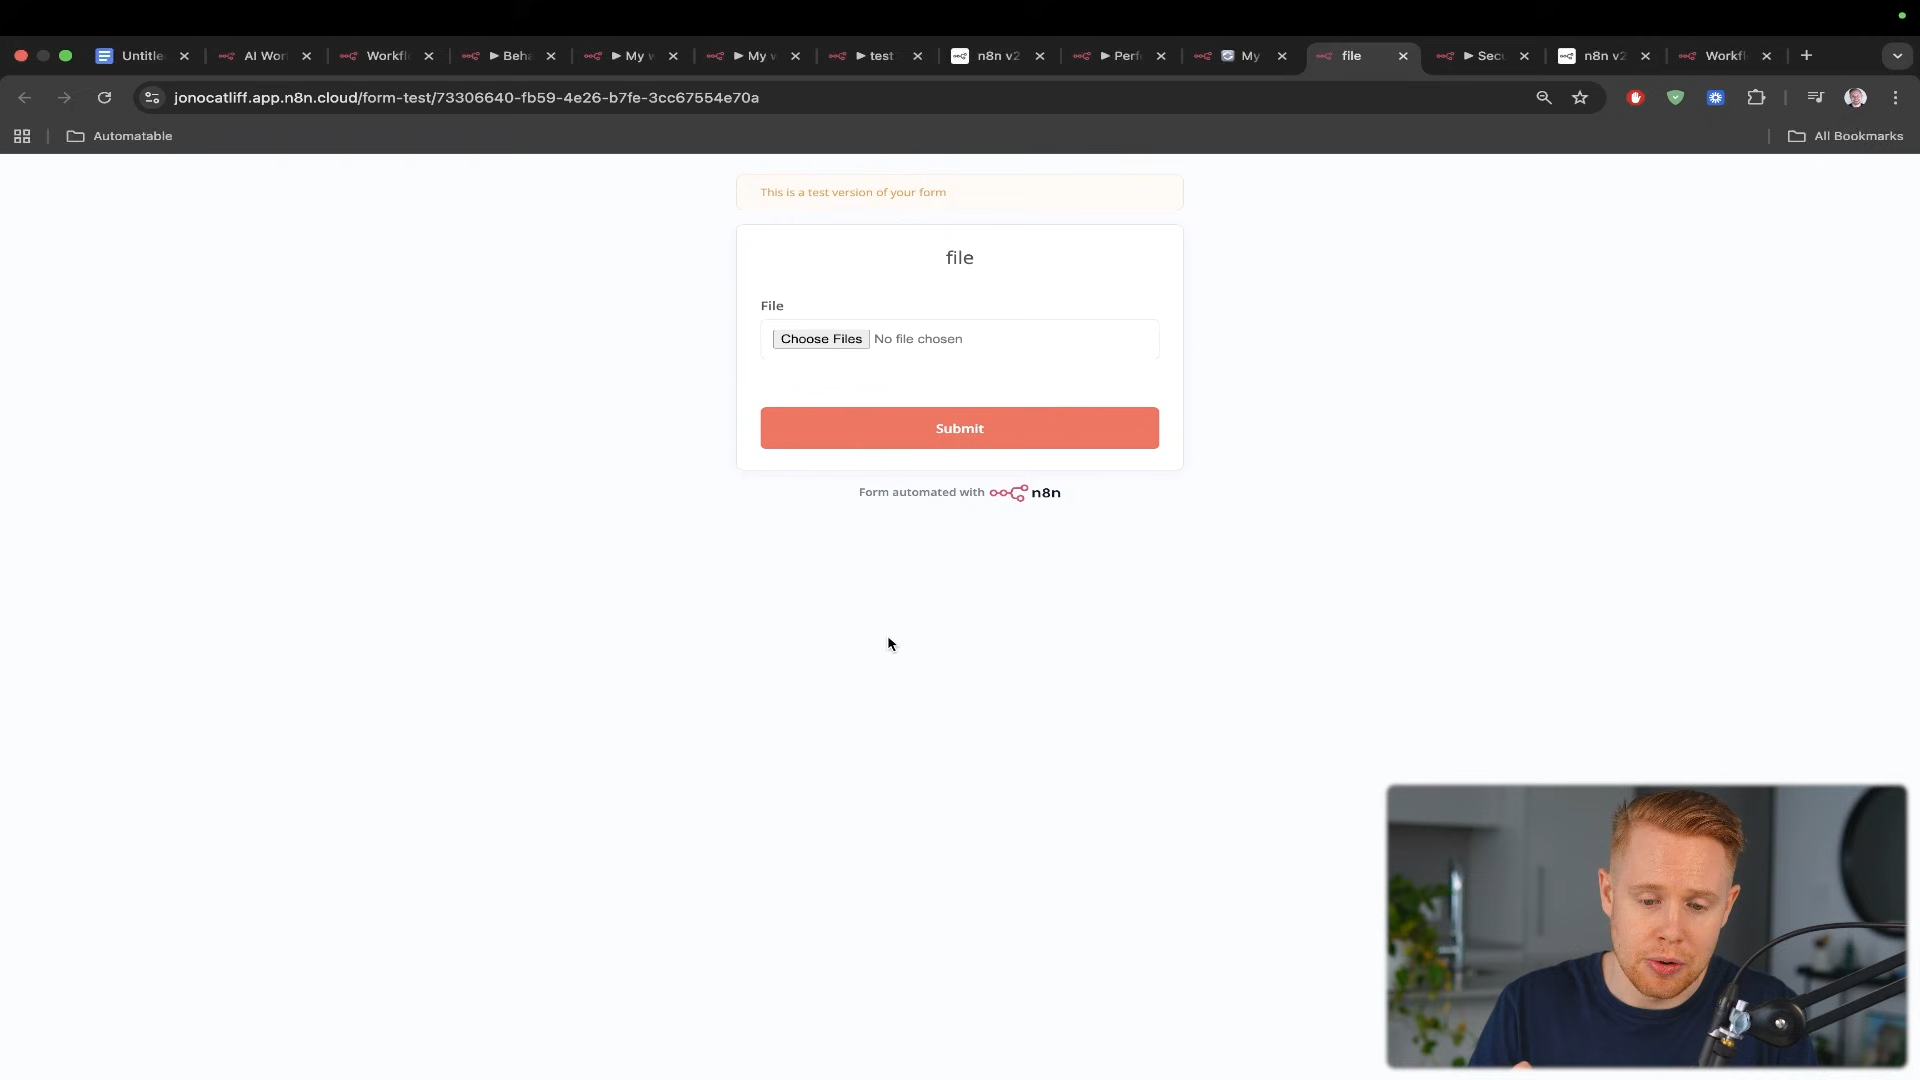 Untitle
AI Wor
Workfl
Beha
My w
My w
test
n8n v2
Perf
My
file
Secu
n8n v2
Workfl
jonocatliff.app.n8n.cloud/form-test/73306640-fb59-4e26-b7fe-3cc67554e70a
Automatable
All Bookmarks
This is a test version of your form
file
File
Choose Files No file chosen
Submit
Form automated with n8n